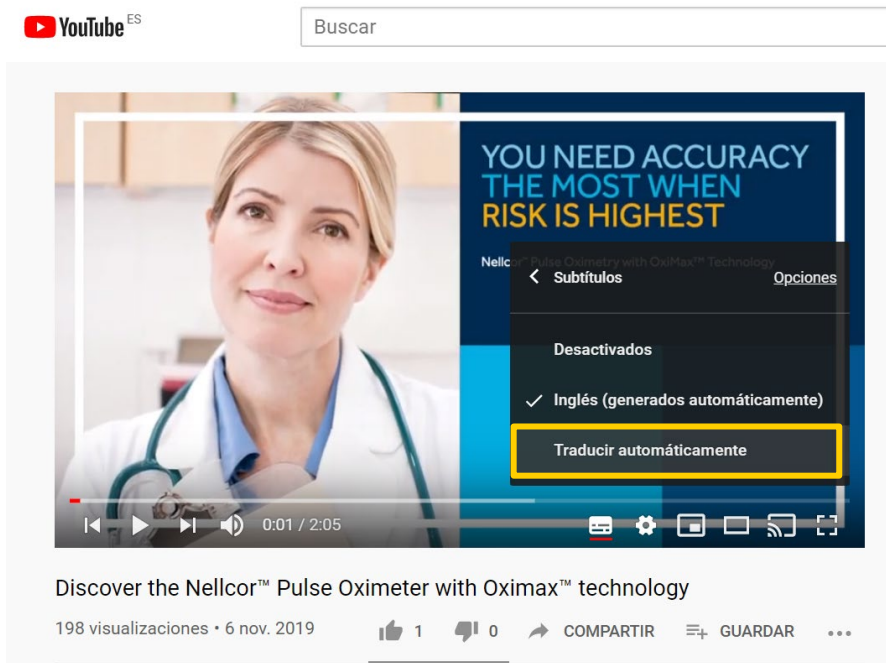 YouTube ES
Buscar
YOU NEED ACCURACY
THE MOST WHEN
RISK IS HIGHEST
Nellcor™ Pulse Oximetry with OxiMax™ Technology
Subtítulos Opciones
Desactivados
Inglés (generados automáticamente)
Traducir automáticamente
0:01 / 2:05
Discover the Nellcor™ Pulse Oximeter with Oximax™ technology
198 visualizaciones • 6 nov. 2019 1 0 COMPARTIR GUARDAR